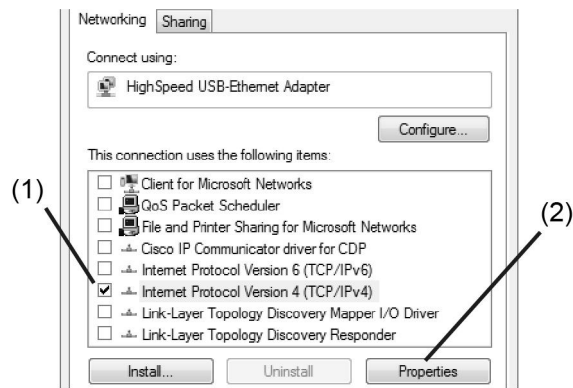 Networking Sharing
Connect using:
HighSpeed USB-Ethernet Adapter
Configure...
This connection uses the following items:
(1)
Client for Microsoft Networks
QoS Packet Scheduler
(2)
File and Printer Sharing for Microsoft Networks
Cisco IP Communicator driver for CDP
Internet Protocol Version 6 (TCP/IPv6)
Internet Protocol Version 4 (TCP/IPv4)
Link-Layer Topology Discovery Mapper I/O Driver
Link-Layer Topology Discovery Responder
Install... Uninstall Properties